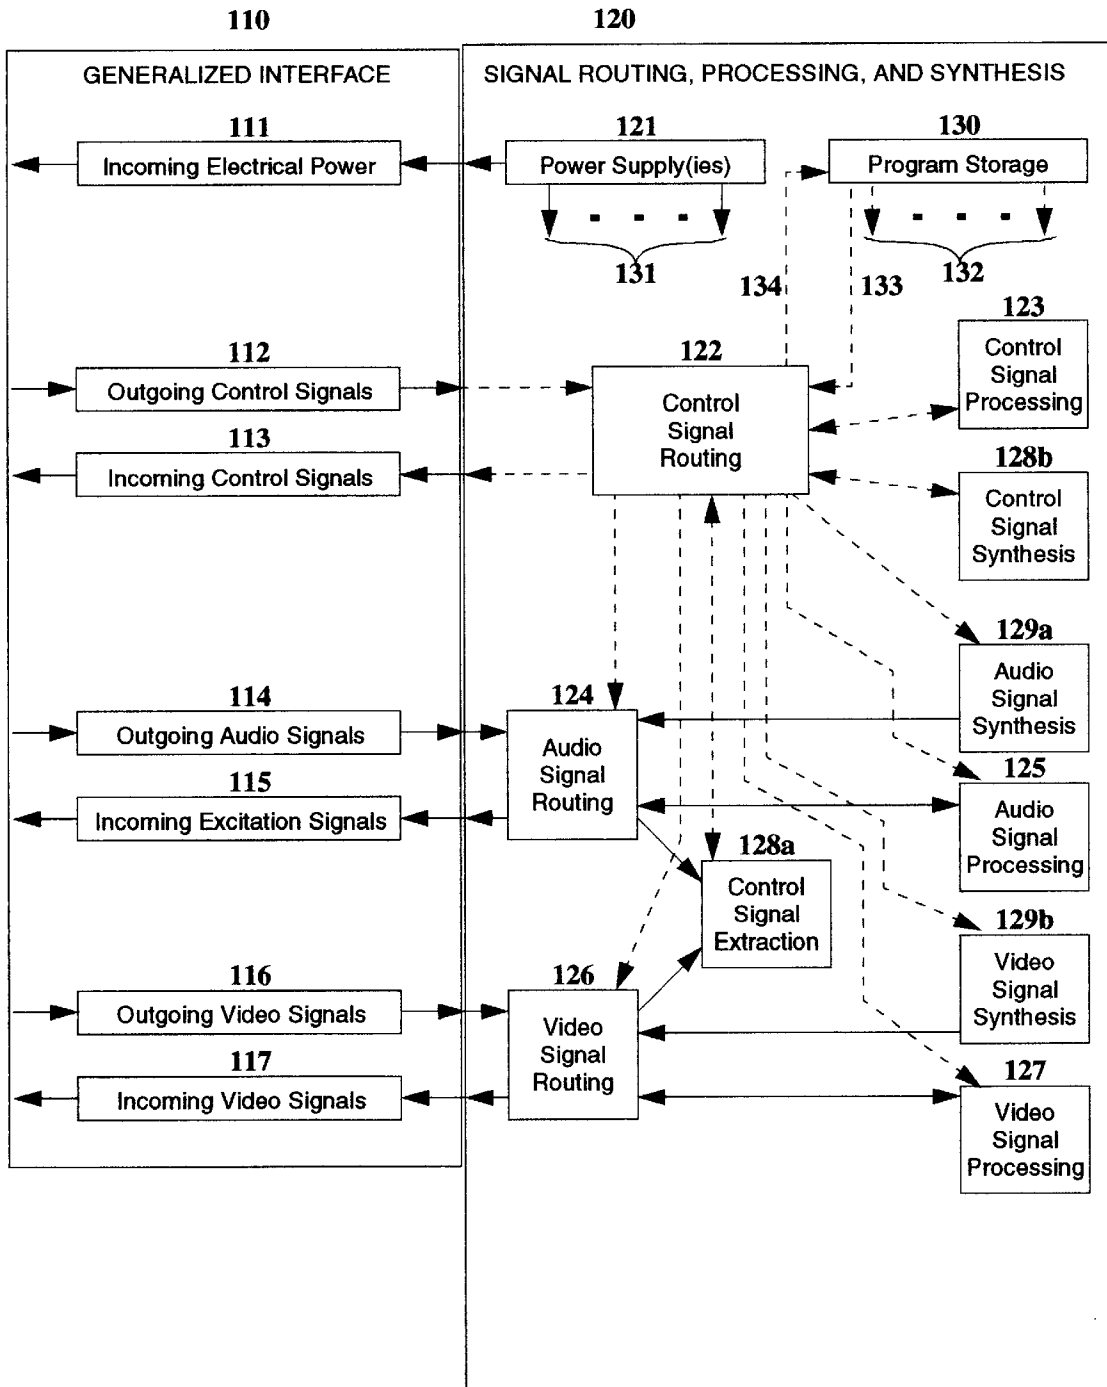 110
120
GENERALIZED INTERFACE
SIGNAL ROUTING, PROCESSING, AND SYNTHESIS
111
Incoming Electrical Power
121
Power Supply(ies)
130
Program Storage
131
134
133
132
112
Outgoing Control Signals
113
Incoming Control Signals
122
Control
Signal
Routing
123
Control
Signal
Processing
128b
Control
Signal
Synthesis
129a
Audio
Signal
Synthesis
114
Outgoing Audio Signals
115
Incoming Excitation Signals
124
Audio
Signal
Routing
125
Audio
Signal
Processing
128a
Control
Signal
Extraction
129b
Video
Signal
Synthesis
116
Outgoing Video Signals
117
Incoming Video Signals
126
Video
Signal
Routing
127
Video
Signal
Processing